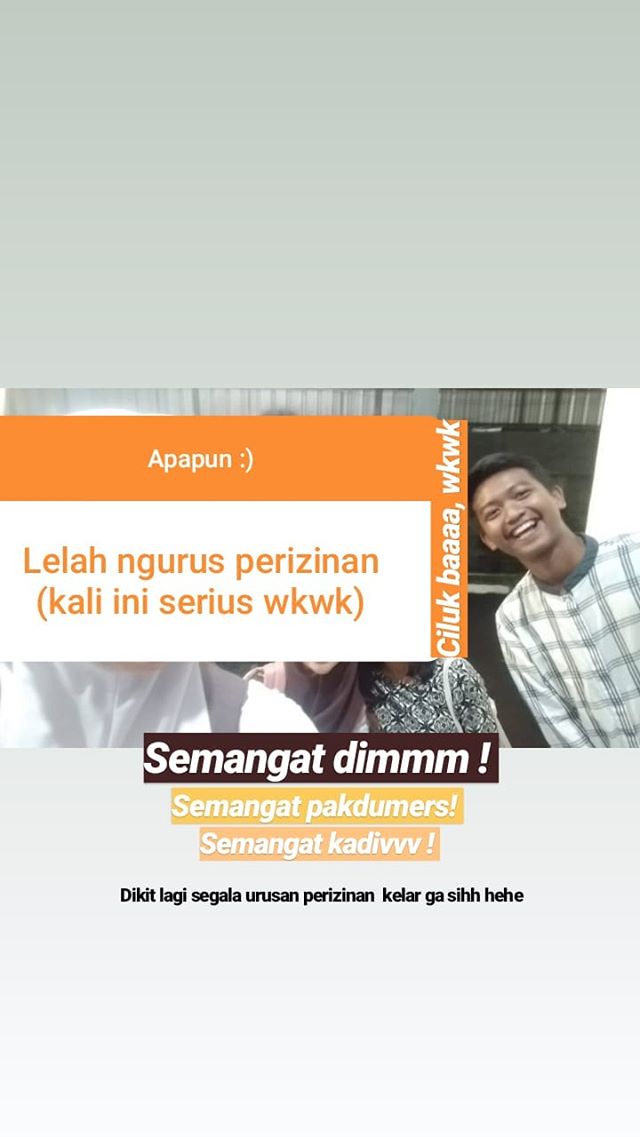 Apapun :)
Lelah ngurus perizinan
(kali ini serius wkwk)
Ciluk baaaa, wkwk
Semangat dimmm !
Semangat pakdumers!
Semangat kadivvv !
Dikit lagi segala urusan perizinan kelar ga sihh hehe